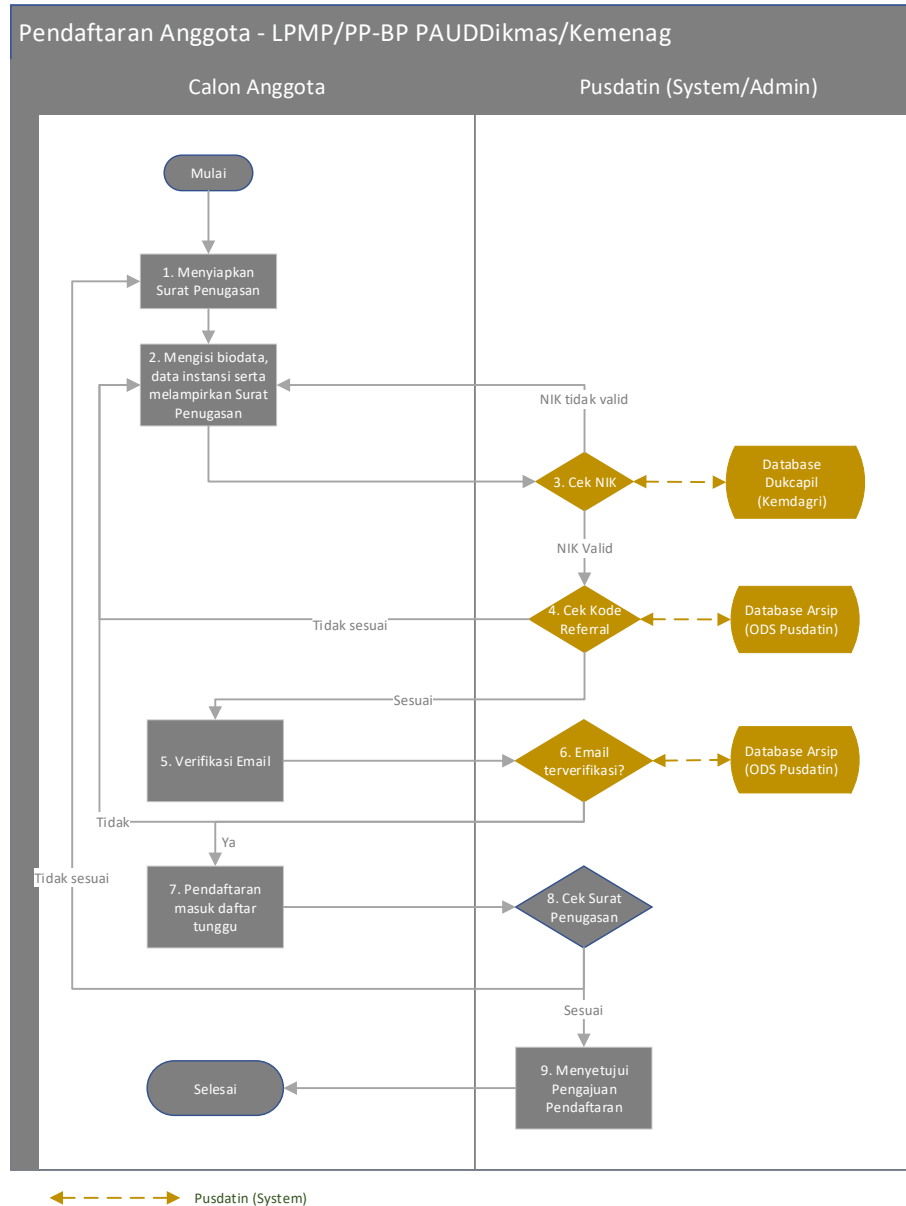 Pendaftaran Anggota - LPMP/PP-BP PAUDDikmas/Kemenag
Calon Anggota
Pusdatin (System/Admin)
Mulai
1. Menyiapkan
Surat Penugasan
2. Mengisi biodata,
data instansi serta
melampirkan Surat
Penugasan
NIK tidak valid
3. Cek NIK
Database
Dukcapil
(Kemdagri)
NIK Valid
4. Cek Kode
Referral
Database Arsip
(ODS Pusdatin)
Tidak sesuai
Sesuai
5. Verifikasi Email
6. Email
terverifikasi?
Database Arsip
(ODS Pusdatin)
Tidak
Ya
Tidak sesuai
7. Pendaftaran
masuk daftar
tunggu
8. Cek Surat
Penugasan
Sesuai
Selesai
9. Menyetujui
Pengajuan
Pendaftaran
Pusdatin (System)